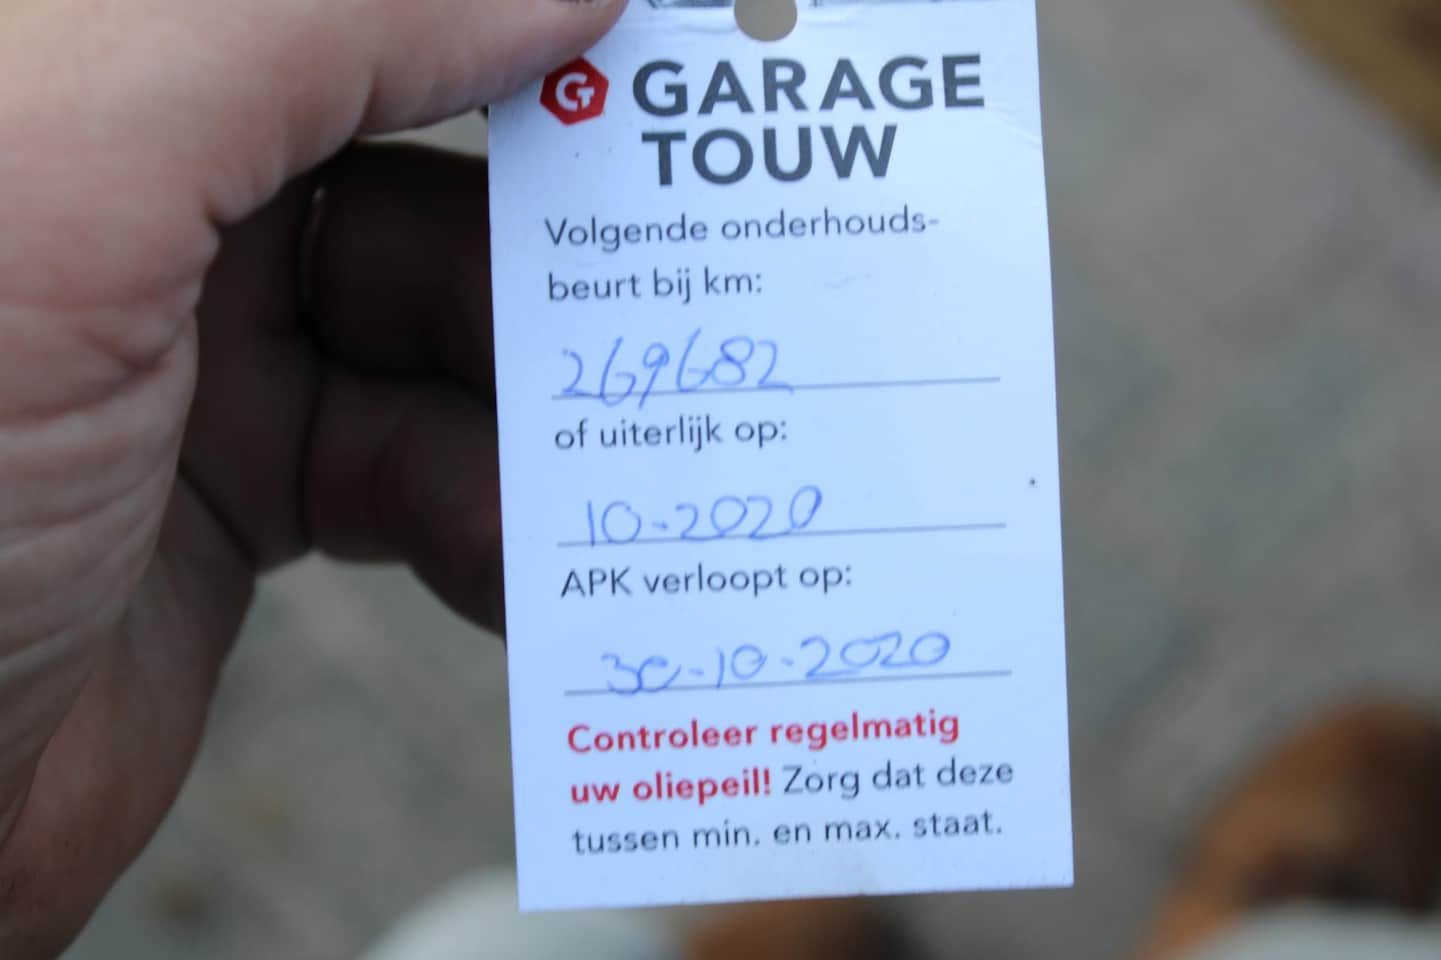 GT GARAGE
TOUW
Volgende onderhouds-
beurt bij km:
269682
of uiterlijk op:
10-2020
APK verloopt op:
30-10-2020
Controleer regelmatig
uw oliepeil! Zorg dat deze
tussen min. en max. staat.